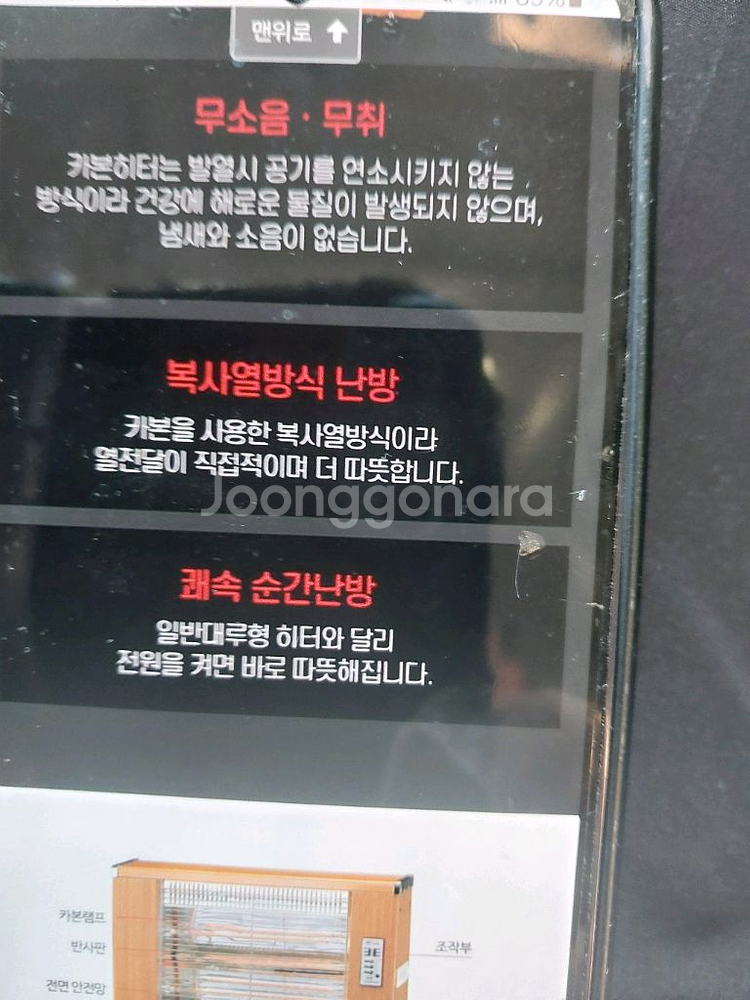 맨위로
무소음 · 무취
카본히터는 발열시 공기를 연소시키지 않는
방식이라 건강에 해로운 물질이 발생되지 않으며,
냄새와 소음이 없습니다.
복사열방식 난방
카본을 사용한 복사열방식이라
열전달이 직접적이며 더 따뜻합니다.
Joonggonara
쾌속 순간난방
일반대류형 히터와 달리
전원을 켜면 바로 따뜻해집니다.
카본램프
반사판
조작부
전면 안전망